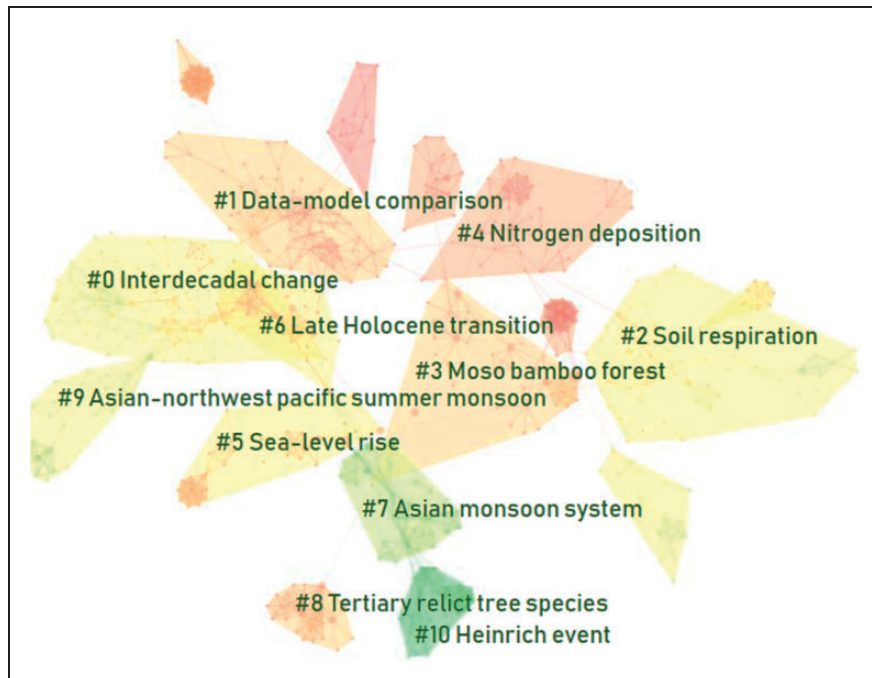 #1 Data-model comparison
#4 Nitrogen deposition
#0 Interdecadal change
#6 Late Holocene transition
#2 Soil respiration
#3 Moso bamboo forest
#9 Asian-northwest pacific summer monsoon
#5 Sea-level rise
#7 Asian monsoon system
#8 Tertiary relict tree species
#10 Heinrich event